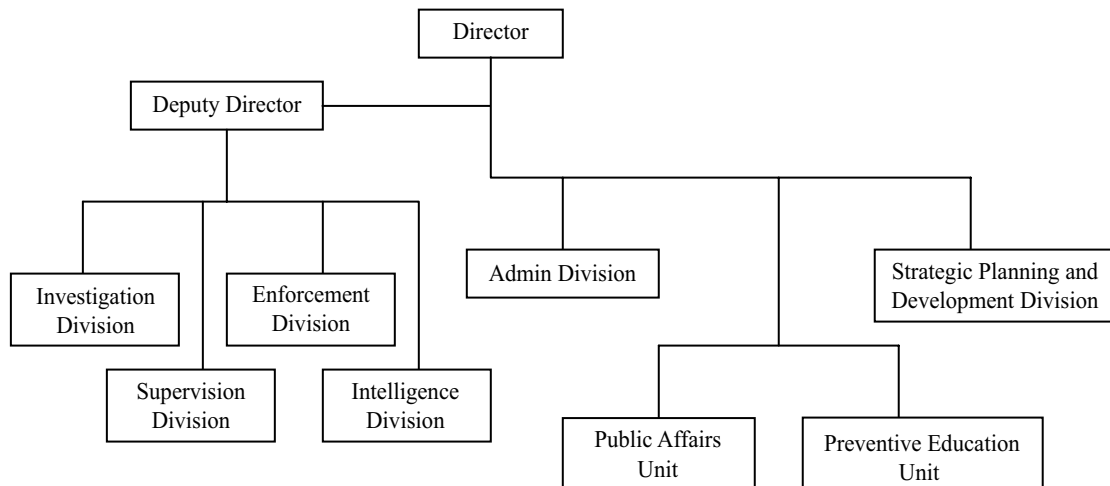 Director
Deputy Director
Investigation
Division
Supervision
Division
Enforcement
Division
Intelligence
Division
Admin Division
Strategic Planning and
Development Division
Public Affairs
Unit
Preventive Education
Unit